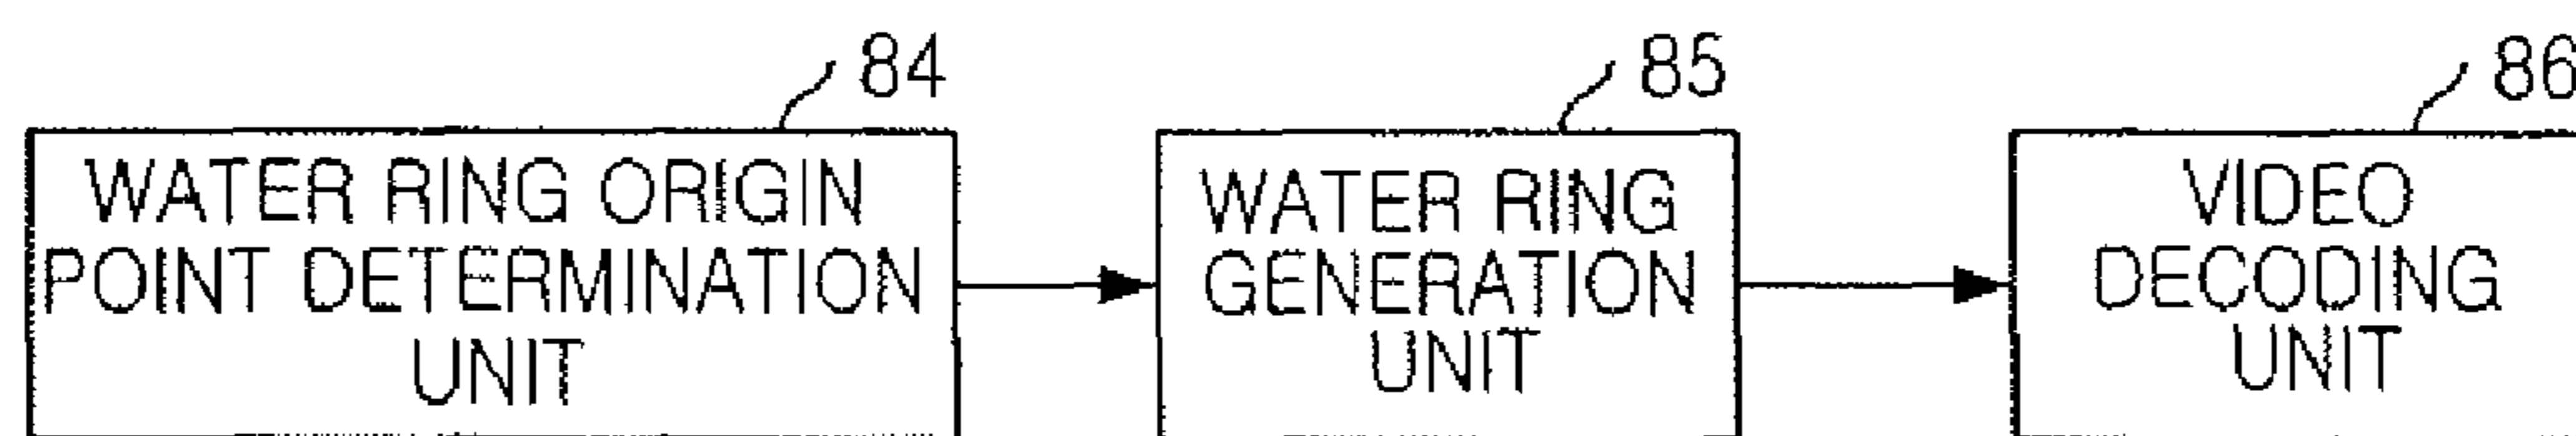 84
85
86
WATER RING ORIGIN
POINT DETERMINATION
UNIT
WATER RING
GENERATION
UNIT
VIDEO
DECODING
UNIT